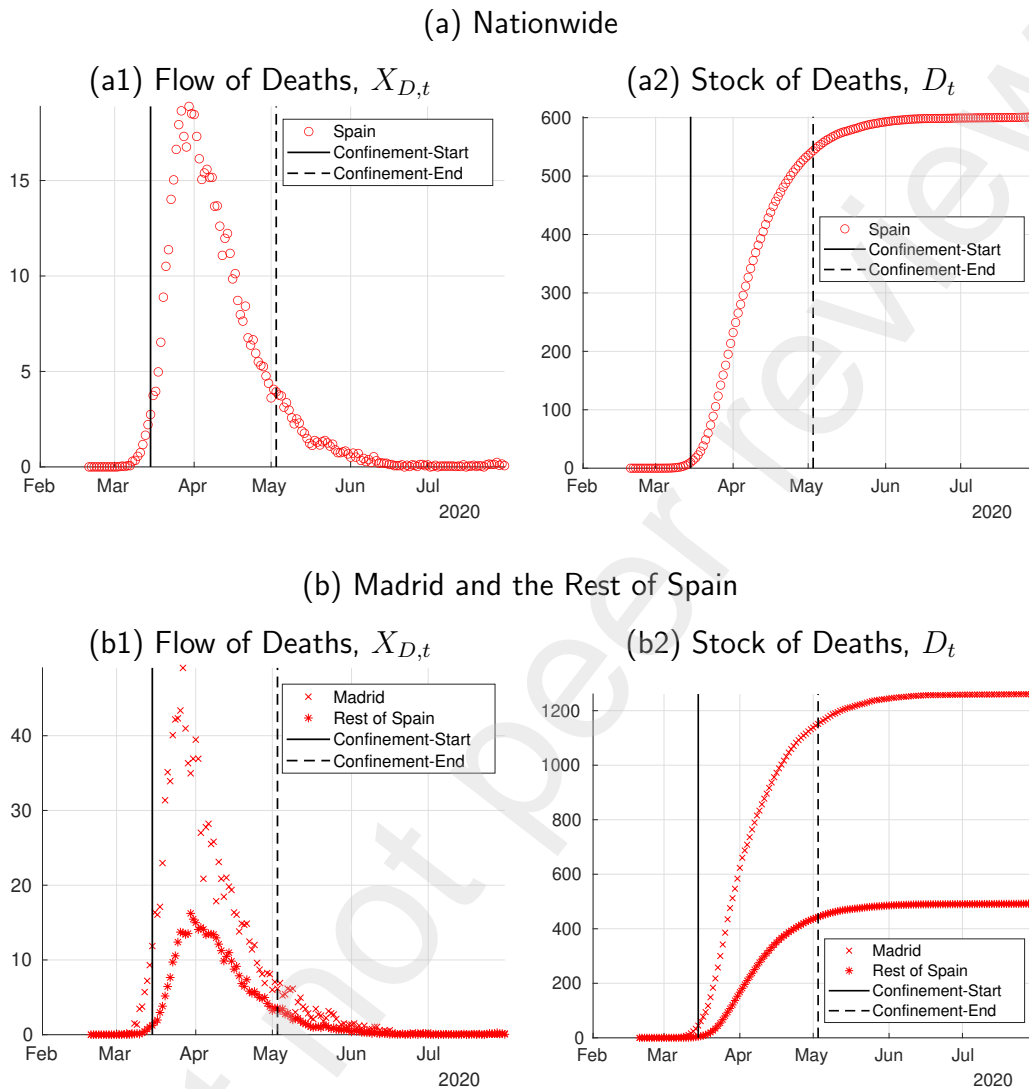 (a) Nationwide
(a1) Flow of Deaths, X_{D,t}
15
10
5
0
Feb
Mar
Apr
May
Jun
Jul
2020
Spain
Confinement-Start
Confinement-End
(a2) Stock of Deaths, D_t
600
500
400
300
200
100
0
Feb
Mar
Apr
May
Jun
Jul
2020
Spain
Confinement-Start
Confinement-End
(b) Madrid and the Rest of Spain
(b1) Flow of Deaths, X_{D,t}
40
30
20
10
0
Feb
Mar
Apr
May
Jun
Jul
2020
Madrid
Rest of Spain
Confinement-Start
Confinement-End
(b2) Stock of Deaths, D_t
1200
1000
800
600
400
200
0
Feb
Mar
Apr
May
Jun
Jul
2020
Madrid
Rest of Spain
Confinement-Start
Confinement-End
not peer review